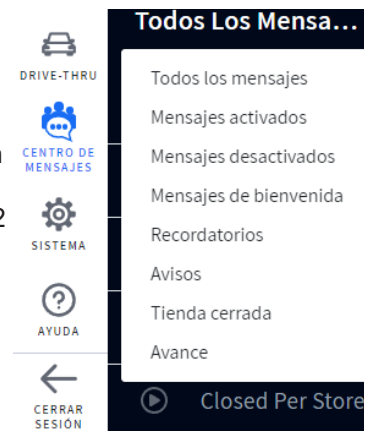 Todos Los Mensa...
DRIVE-THRU
CENTRO DE
MENSAJES
2
SISTEMA
?
AYUDA
CERRAR
SESIÓN
Todos los mensajes
Mensajes activados
Mensajes desactivados
Mensajes de bienvenida
Recordatorios
Avisos
Tienda cerrada
Avance
Closed Per Store